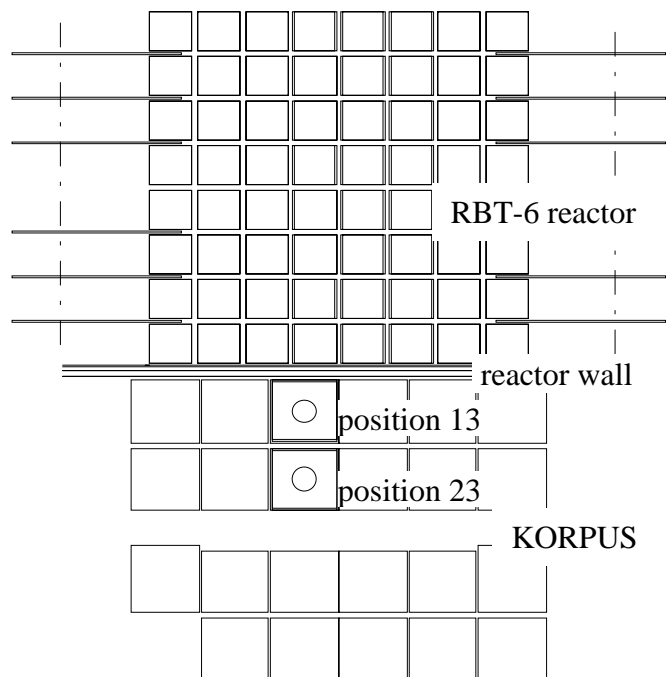 RBT-6 reactor
reactor wall
position 13
position 23
KORPUS